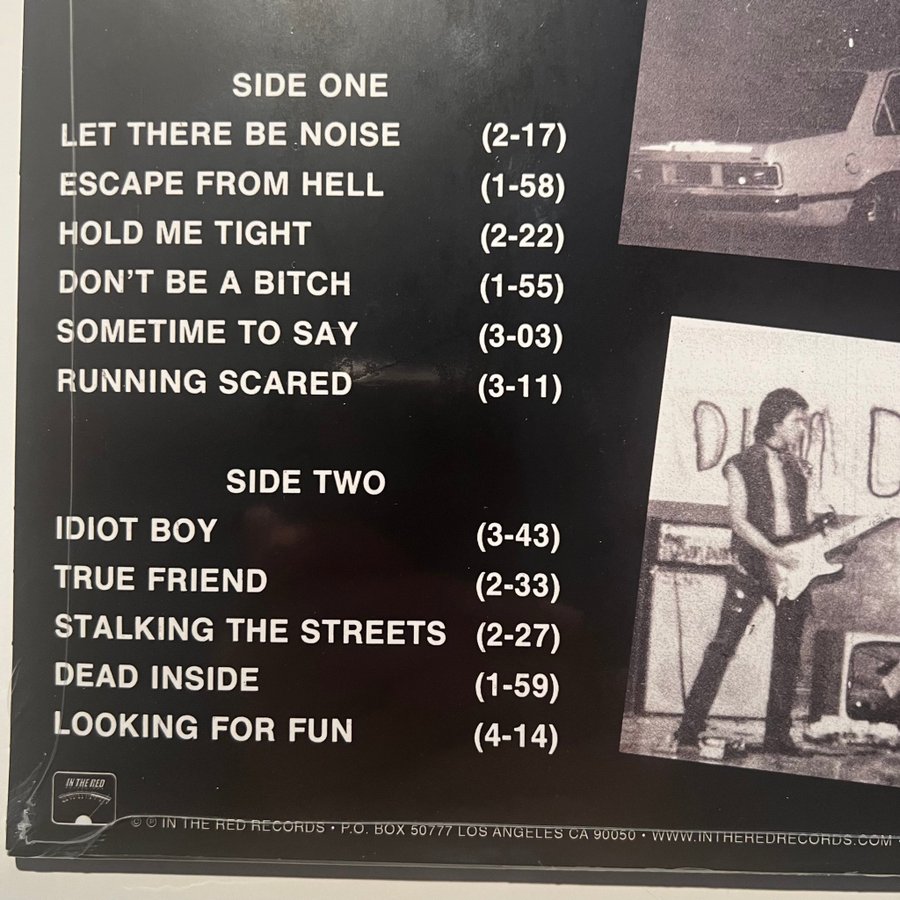 SIDE ONE
LET THERE BE NOISE (2-17)
ESCAPE FROM HELL (1-58)
HOLD ME TIGHT (2-22)
DON'T BE A BITCH (1-55)
SOMETIME TO SAY (3-03)
RUNNING SCARED (3-11)
SIDE TWO
IDIOT BOY (3-43)
TRUE FRIEND (2-33)
STALKING THE STREETS (2-27)
DEAD INSIDE (1-59)
LOOKING FOR FUN (4-14)
IN THE RED
© ℗ IN THE RED RECORDS • P.O. BOX 50777 LOS ANGELES CA 90050 • WWW.INTHEREDRECORDS.COM